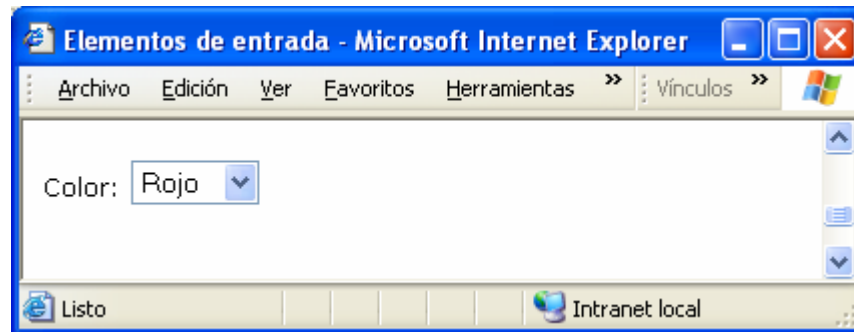 Elementos de entrada - Microsoft Internet Explorer
Archivo Edición Ver Favoritos Herramientas » Vínculos »
Color: Rojo
Listo Intranet local